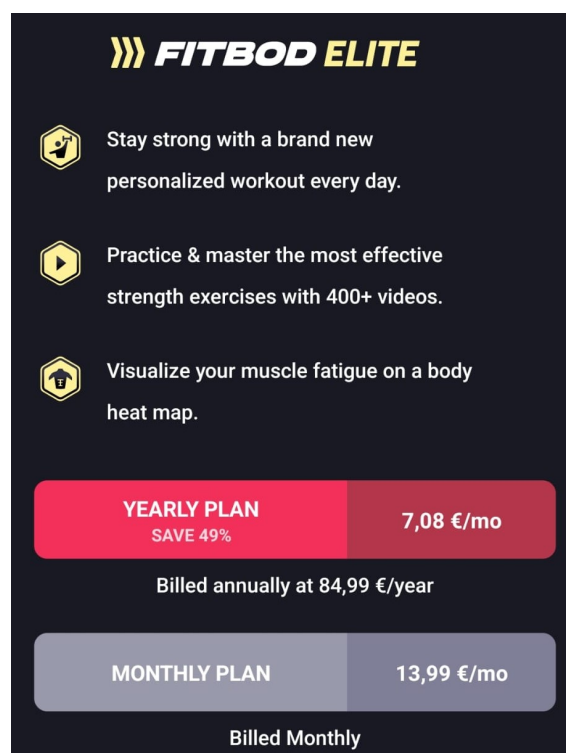 FITBOD ELITE
Stay strong with a brand new
personalized workout every day.
Practice & master the most effective
strength exercises with 400+ videos.
Visualize your muscle fatigue on a body
heat map.
YEARLY PLAN
SAVE 49%
7,08 €/mo
Billed annually at 84,99 €/year
MONTHLY PLAN
13,99 €/mo
Billed Monthly